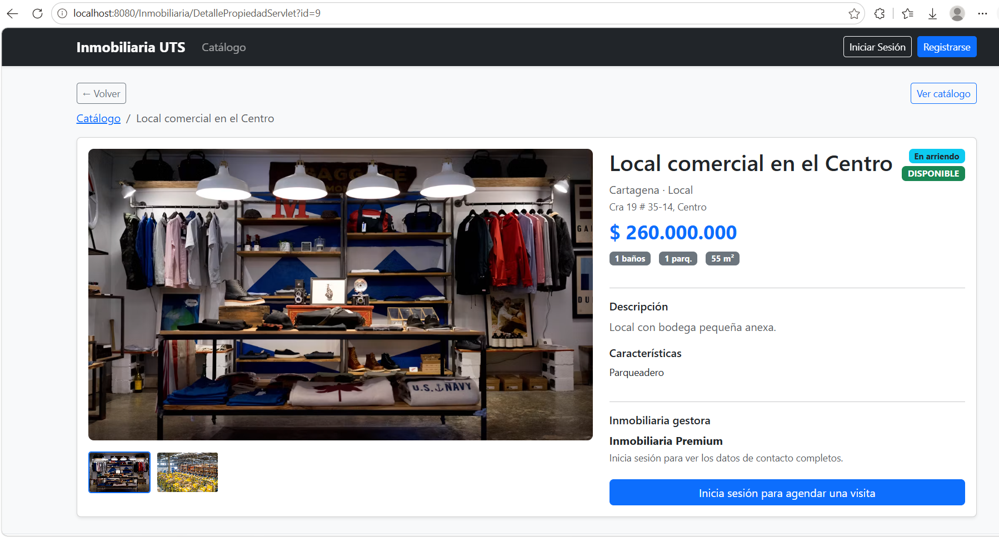 localhost:8080/Inmobiliaria/DetallePropiedadServlet?id=9
Inmobiliaria UTS Catálogo Iniciar Sesión Registrarse
← Volver Ver catálogo
Catálogo / Local comercial en el Centro
Local comercial en el Centro
En arriendo
DISPONIBLE
Cartagena · Local
Cra 19 # 35-14, Centro
$ 260.000.000
1 baños 1 parq. 55 m²
Descripción
Local con bodega pequeña anexa.
Características
Parqueadero
Inmobiliaria gestora
Inmobiliaria Premium
Inicia sesión para ver los datos de contacto completos.
Inicia sesión para agendar una visita
BAGGAGE
M
U.S. NAVY